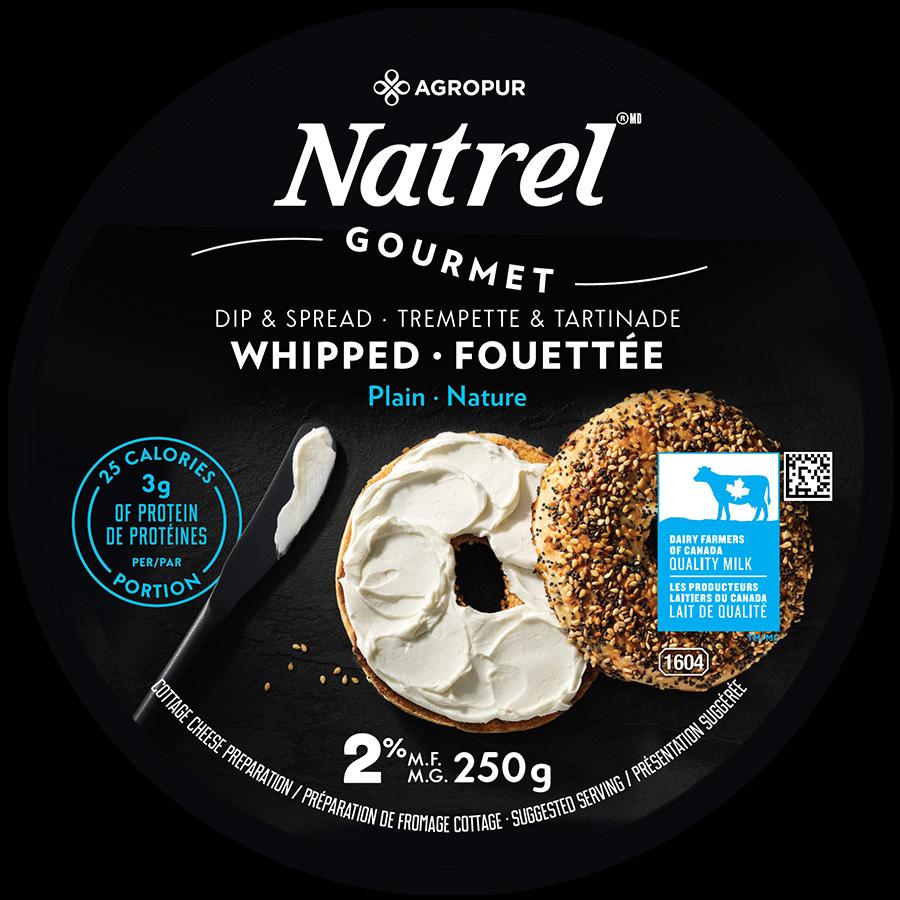 AGROPUR
Natrel ®MD
GOURMET
DIP & SPREAD · TREMPETTE & TARTINADE
WHIPPED · FOUETTÉE
Plain · Nature
25 CALORIES
3g
OF PROTEIN
DE PROTÉINES
PER/PAR
PORTION
DAIRY FARMERS
OF CANADA
QUALITY MILK
LES PRODUCTEURS
LAITIERS DU CANADA
LAIT DE QUALITÉ
TM/MC
1604
2% M.F.
M.G. 250g
COTTAGE CHEESE PREPARATION / PRÉPARATION DE FROMAGE COTTAGE · SUGGESTED SERVING / PRÉSENTATION SUGGÉRÉE